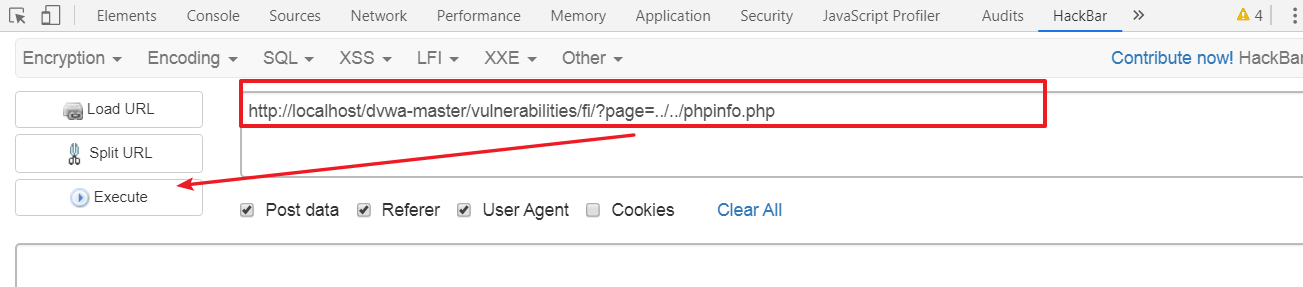 Elements Console Sources Network Performance Memory Application Security JavaScript Profiler Audits HackBar 4
Encryption Encoding SQL XSS LFI XXE Other Contribute now! HackBar
Load URL http://localhost/dvwa-master/vulnerabilities/fi/?page=../../phpinfo.php
Split URL
Execute
Post data Referer User Agent Cookies Clear All